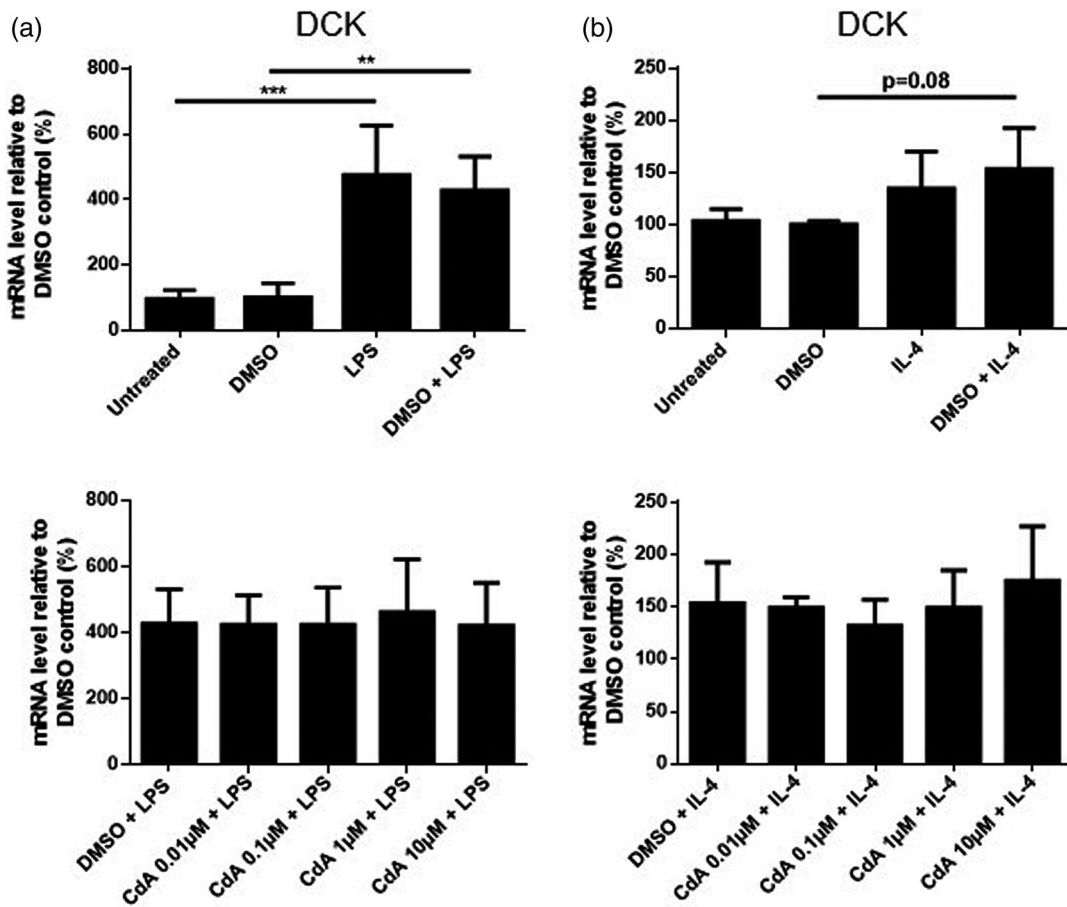 (a)
DCK
mRNA level relative to
DMSO control (%)
800
600
400
200
0
**
***
Untreated
DMSO
LPS
DMSO + LPS
(b)
DCK
mRNA level relative to
DMSO control (%)
250
200
150
100
50
0
p=0.08
Untreated
DMSO
IL-4
DMSO + IL-4
mRNA level relative to
DMSO control (%)
800
600
400
200
0
DMSO + LPS
CdA 0.01µM + LPS
CdA 0.1µM + LPS
CdA 1µM + LPS
CdA 10µM + LPS
mRNA level relative to
DMSO control (%)
250
200
150
100
50
0
DMSO + IL-4
CdA 0.01µM + IL-4
CdA 0.1µM + IL-4
CdA 1µM + IL-4
CdA 10µM + IL-4